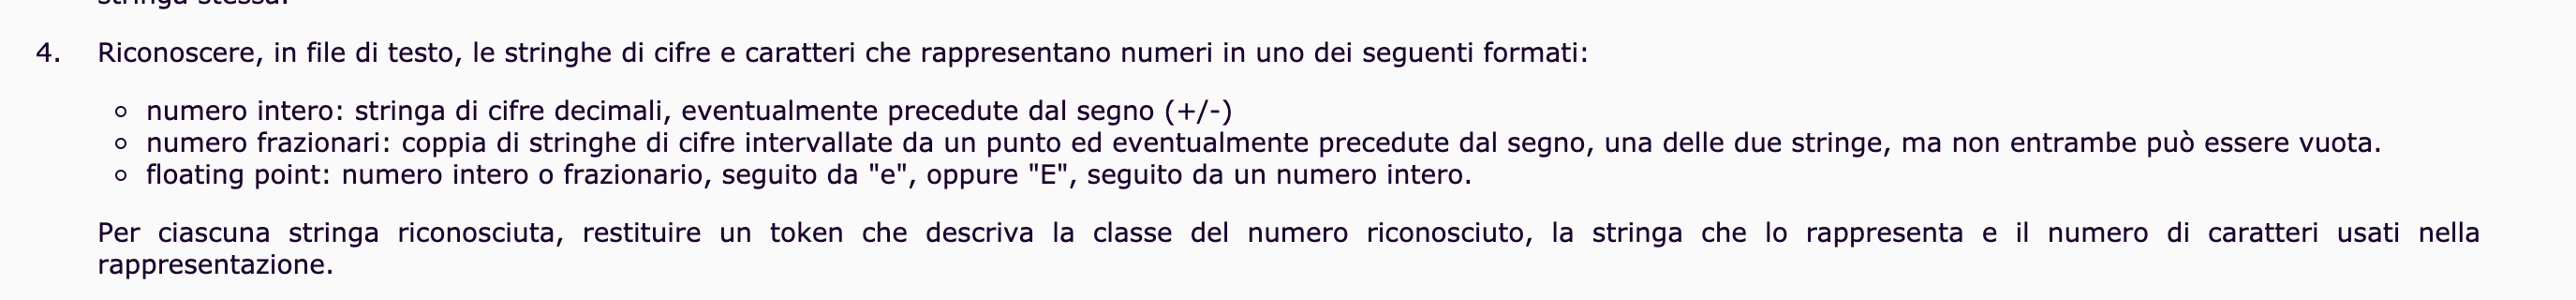 stringa stessa.
4. Riconoscere, in file di testo, le stringhe di cifre e caratteri che rappresentano numeri in uno dei seguenti formati:
○ numero intero: stringa di cifre decimali, eventualmente precedute dal segno (+/-)
○ numero frazionari: coppia di stringhe di cifre intervallate da un punto ed eventualmente precedute dal segno, una delle due stringe, ma non entrambe può essere vuota.
○ floating point: numero intero o frazionario, seguito da "e", oppure "E", seguito da un numero intero.
Per ciascuna stringa riconosciuta, restituire un token che descriva la classe del numero riconosciuto, la stringa che lo rappresenta e il numero di caratteri usati nella
rappresentazione.